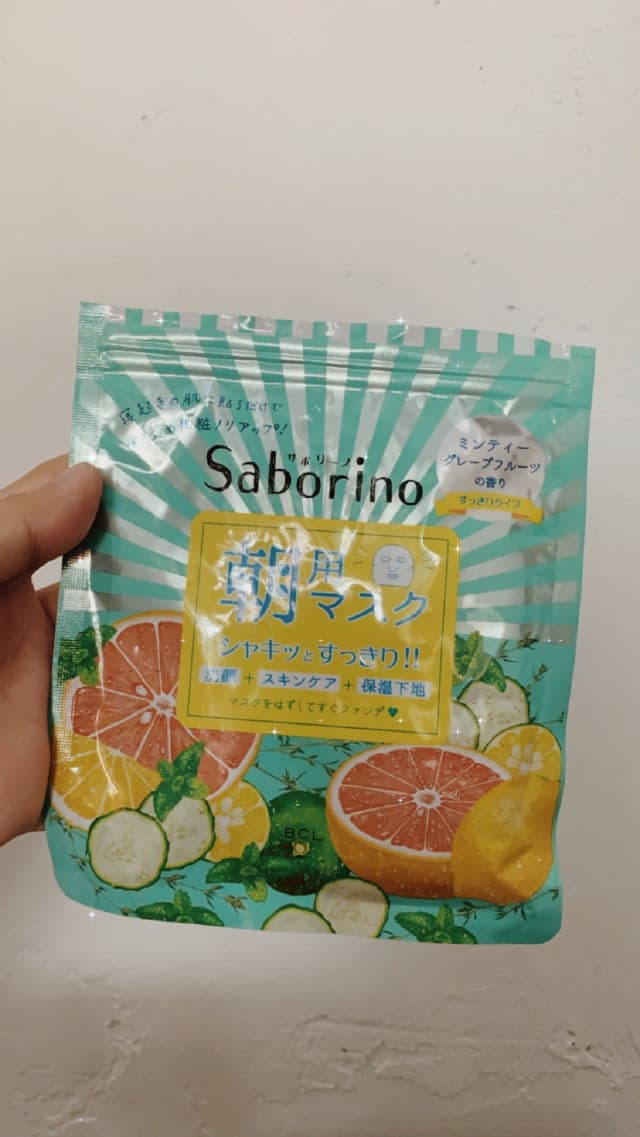 寝起きの肌に貼るだけで
化粧ノリアップ!
サボリーノ
Saborino
ミンティー
グレープフルーツ
の香り
すっきりタイプ
朝用マスク
シャキッとすっきり!!
洗顔 + スキンケア + 保湿下地
マスクをはずしてすぐファンデ♥
BCL